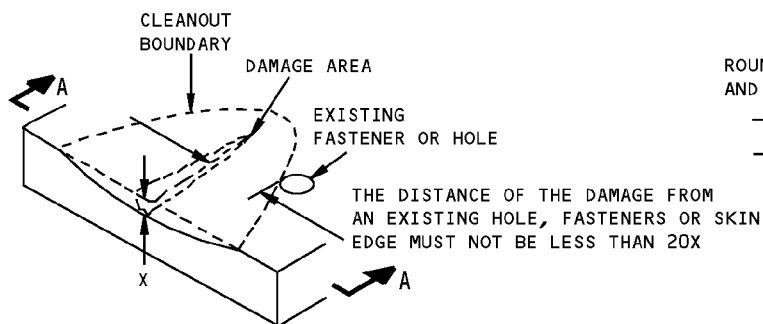 CLEANOUT
BOUNDARY
DAMAGE AREA
A
EXISTING
FASTENER OR HOLE
THE DISTANCE OF THE DAMAGE FROM
AN EXISTING HOLE, FASTENERS OR SKIN
EDGE MUST NOT BE LESS THAN 20X
X
A
AND